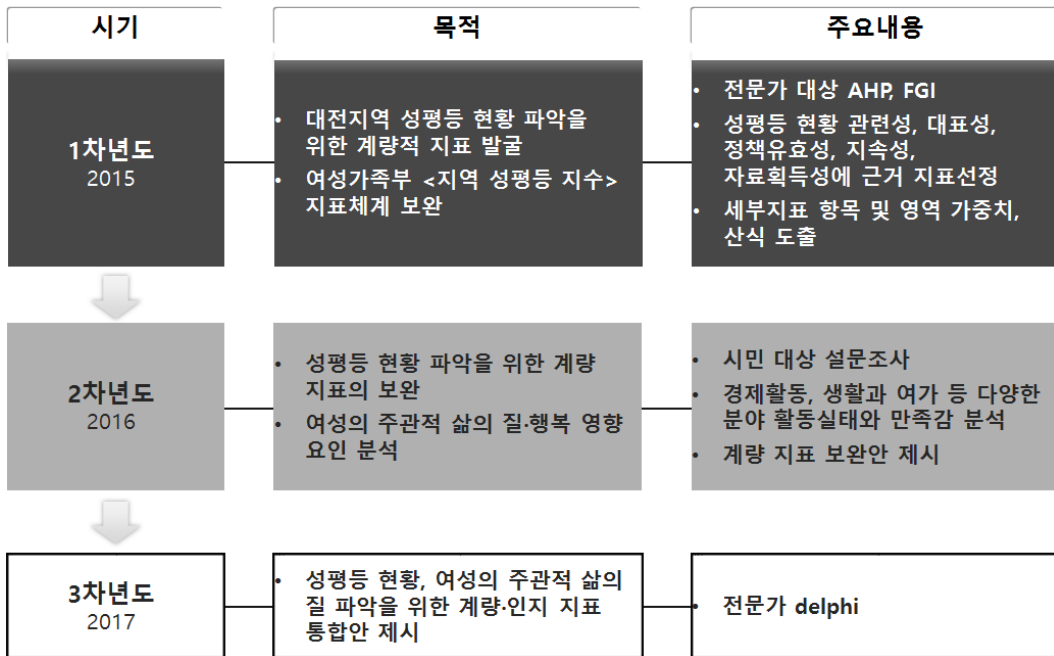 시기
목적
주요내용
1차년도
2015
• 대전지역 성평등 현황 파악을
위한 계량적 지표 발굴
• 여성가족부 <지역 성평등 지수>
지표체계 보완
• 전문가 대상 AHP, FGI
• 성평등 현황 관련성, 대표성,
정책유효성, 지속성,
자료획득성에 근거 지표선정
• 세부지표 항목 및 영역 가중치,
산식 도출
2차년도
2016
• 성평등 현황 파악을 위한 계량
지표의 보완
• 여성의 주관적 삶의 질·행복 영향
요인 분석
• 시민 대상 설문조사
• 경제활동, 생활과 여가 등 다양한
분야 활동실태와 만족감 분석
• 계량 지표 보완안 제시
3차년도
2017
• 성평등 현황, 여성의 주관적 삶의
질 파악을 위한 계량·인지 지표
통합안 제시
• 전문가 delphi